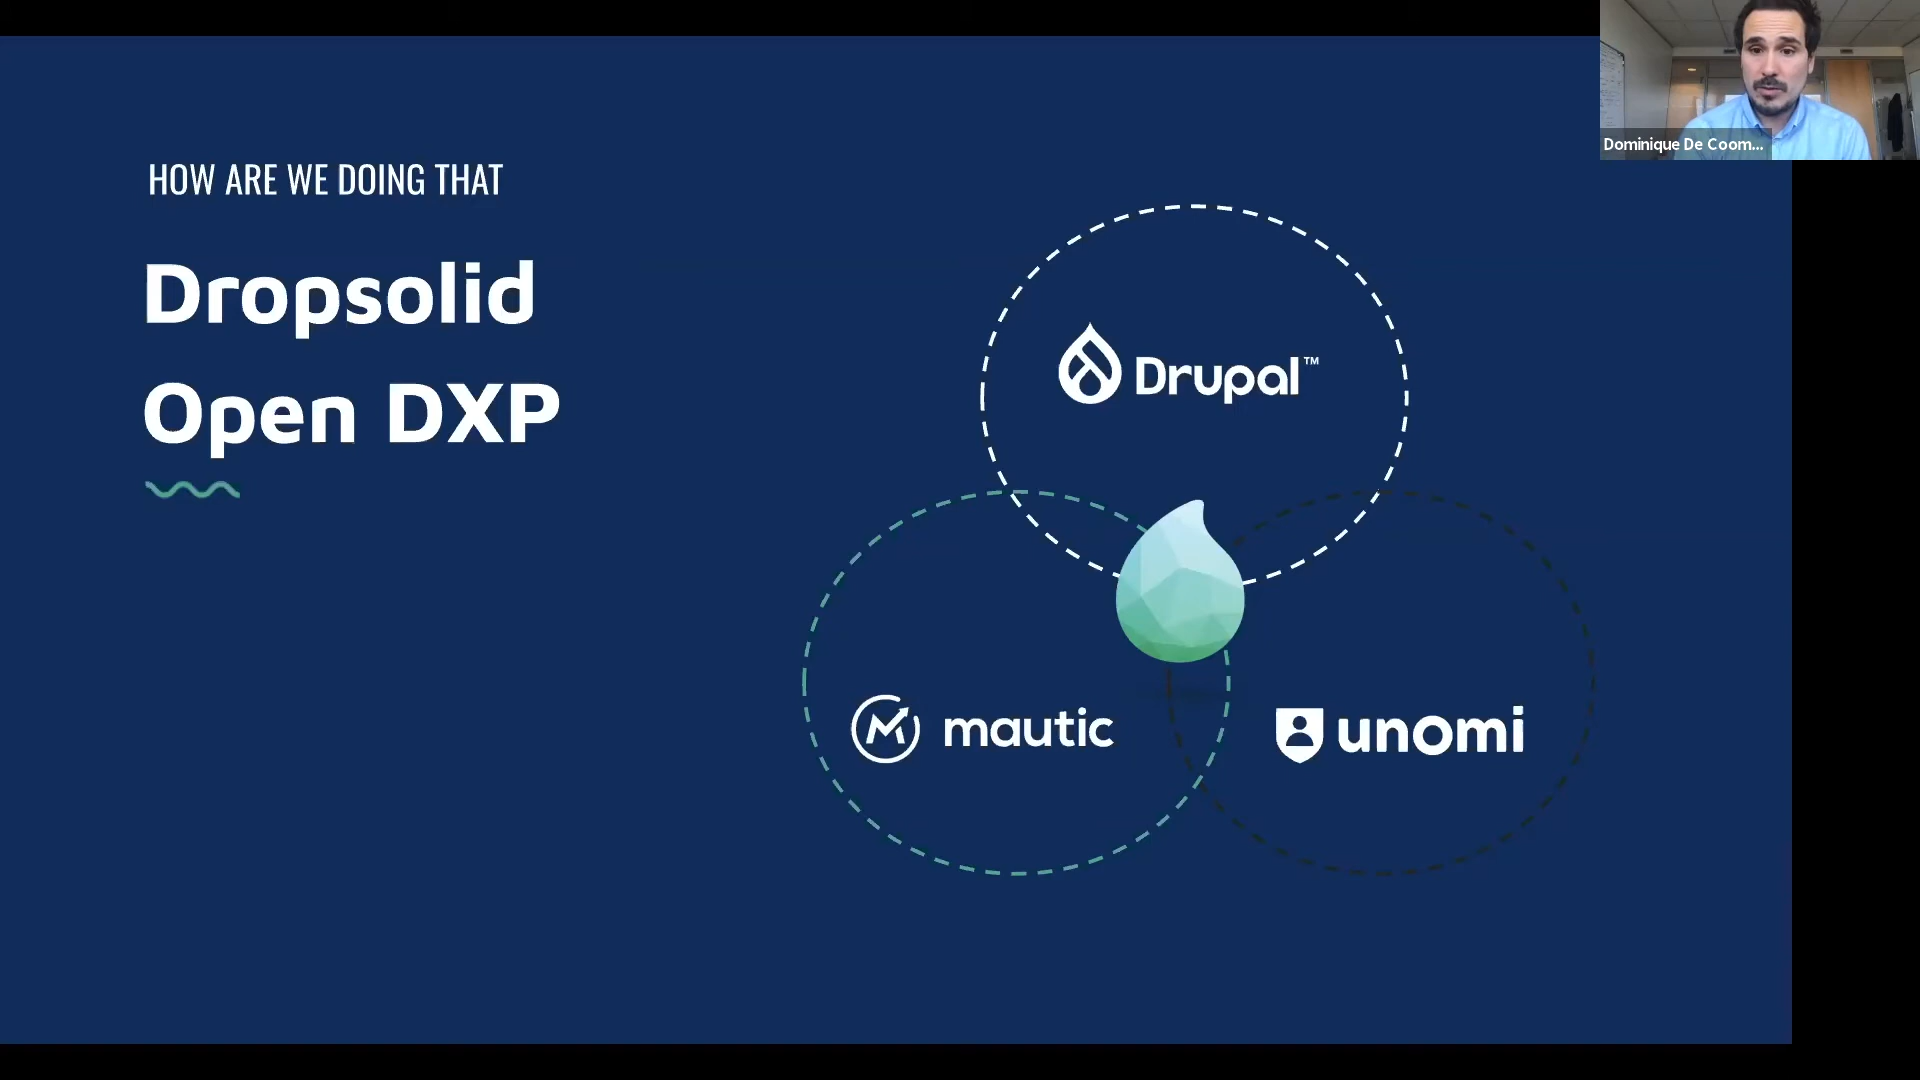 Dominique De Coom...
HOW ARE WE DOING THAT
Dropsolid
Open DXP
Drupal™
mautic
unomi